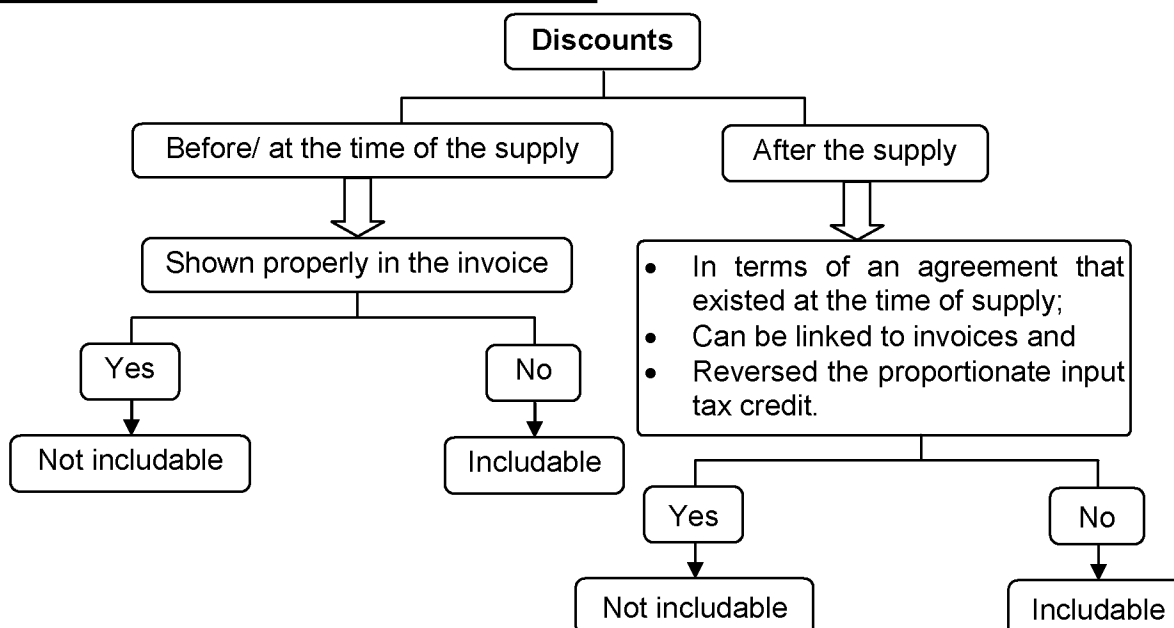 Discounts
Before/ at the time of the supply
After the supply
Shown properly in the invoice
• In terms of an agreement that
existed at the time of supply;
• Can be linked to invoices and
• Reversed the proportionate input
tax credit.
Yes
No
Not includable
Includable
Yes
No
Not includable
Includable